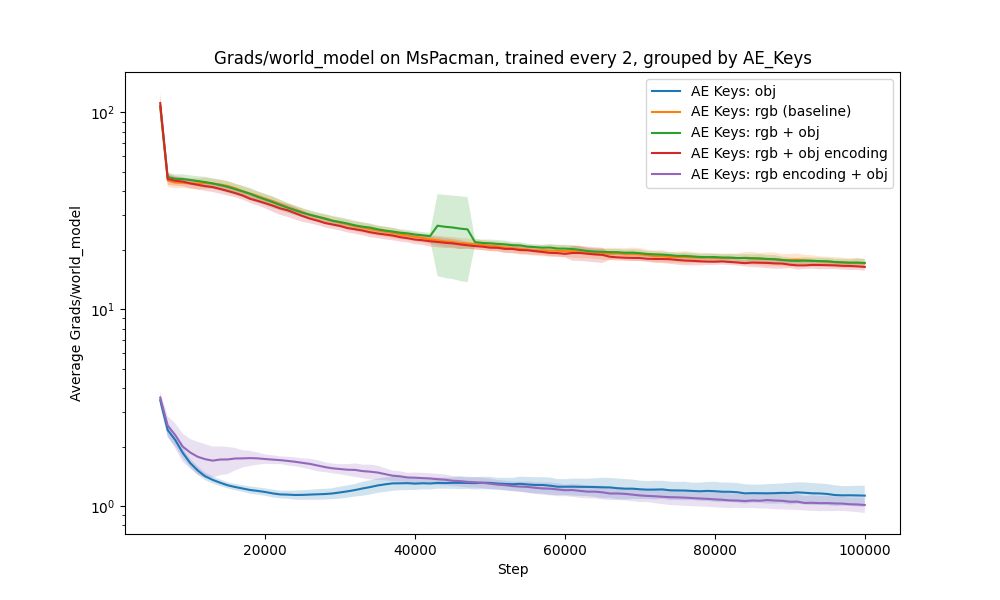 Grads/world_model on MsPacman, trained every 2, grouped by AE_Keys
AE Keys: obj
AE Keys: rgb (baseline)
AE Keys: rgb + obj
AE Keys: rgb + obj encoding
AE Keys: rgb encoding + obj
Average Grads/world_model
10²
10¹
10⁰
20000 40000 60000 80000 100000
Step